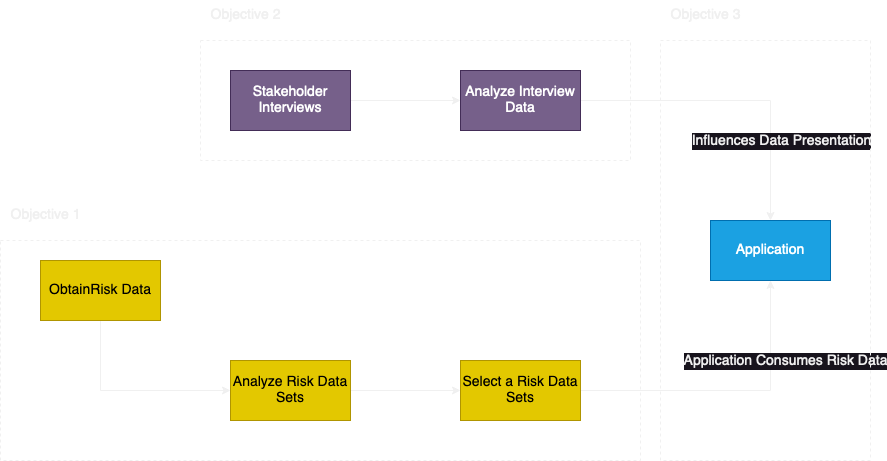 Objective 2
Objective 3
Stakeholder
Interviews
Analyze Interview
Data
Influences Data Presentation
Objective 1
Application
ObtainRisk Data
Application Consumes Risk Data
Analyze Risk Data
Sets
Select a Risk Data
Sets